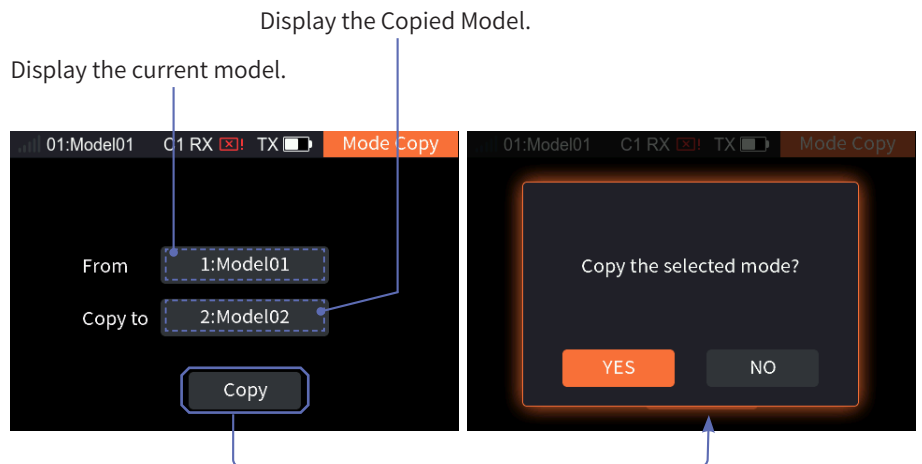 Display the Copied Model.
Display the current model.
01:Model01 C1 RX ! TX Mode Copy
From 1:Model01
Copy to 2:Model02
Copy
01:Model01 C1 RX ! TX Mode Copy
Copy the selected mode?
YES NO